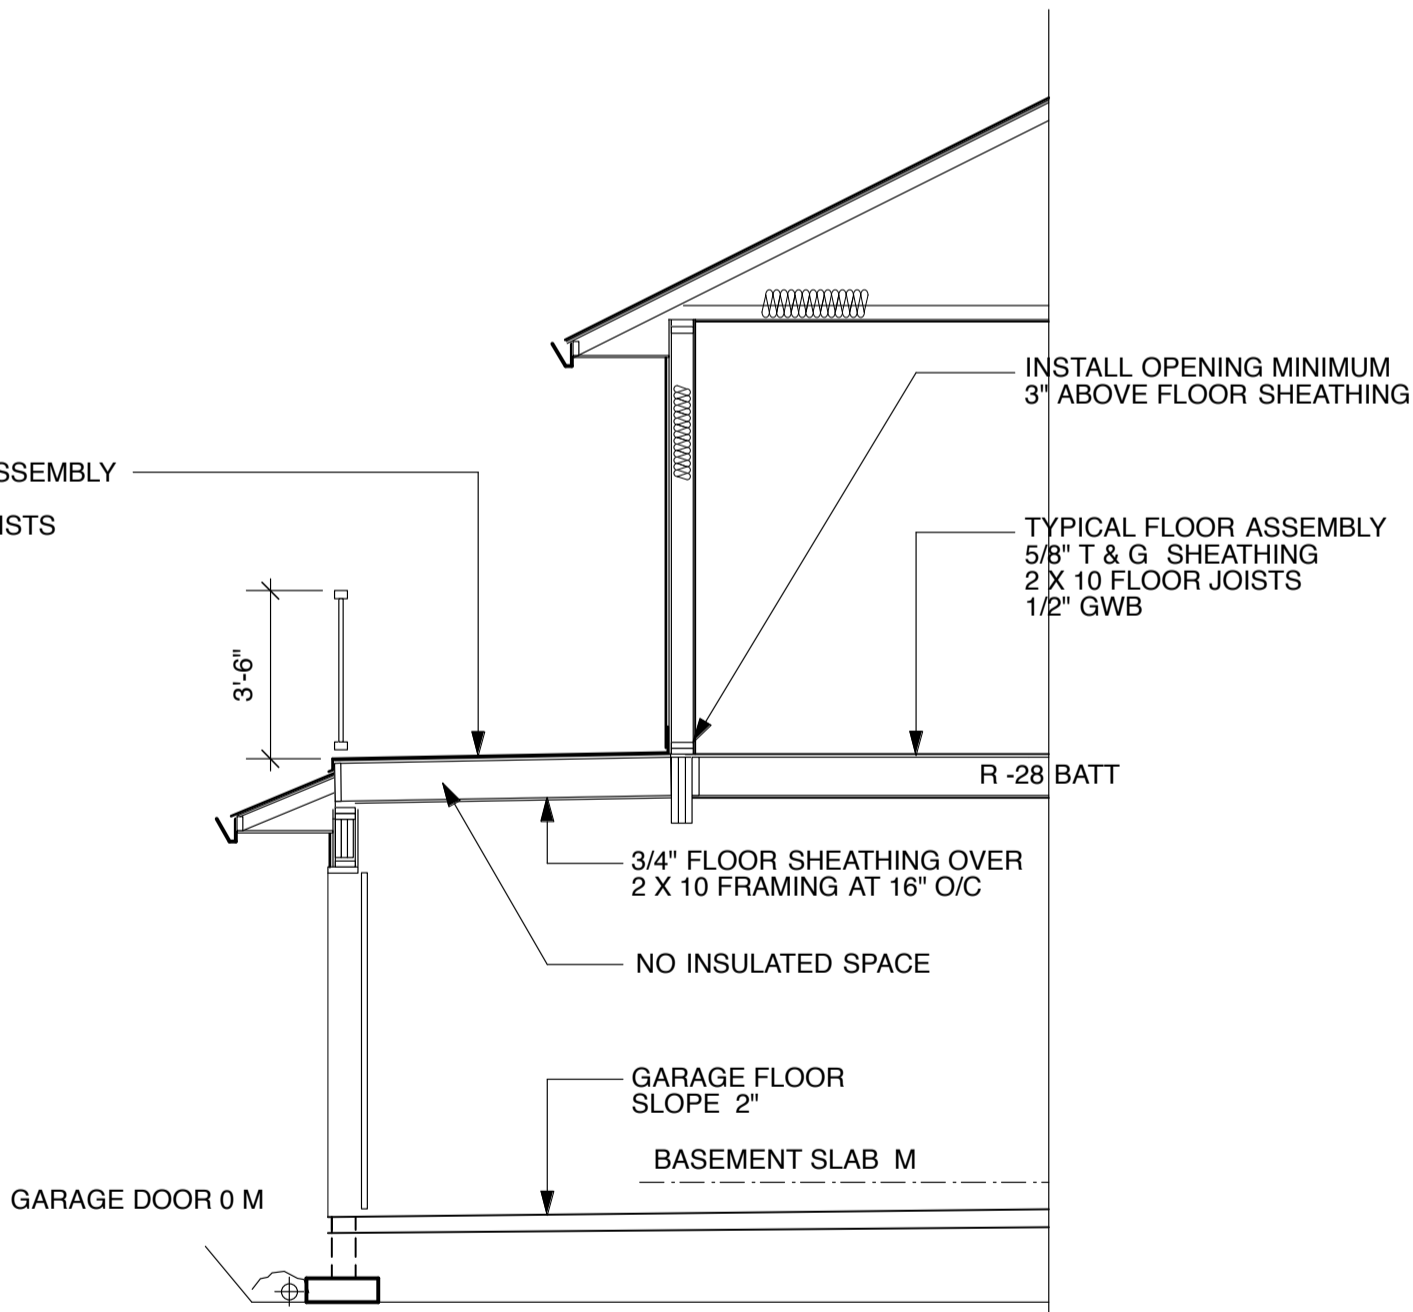 INSTALL OPENING MINIMUM
3" ABOVE FLOOR SHEATHING
SSEMBLY
ISTS
TYPICAL FLOOR ASSEMBLY
5/8" T & G SHEATHING
2 X 10 FLOOR JOISTS
1/2" GWB
3'-6"
R -28 BATT
3/4" FLOOR SHEATHING OVER
2 X 10 FRAMING AT 16" O/C
NO INSULATED SPACE
GARAGE FLOOR
SLOPE 2"
BASEMENT SLAB M
GARAGE DOOR 0 M